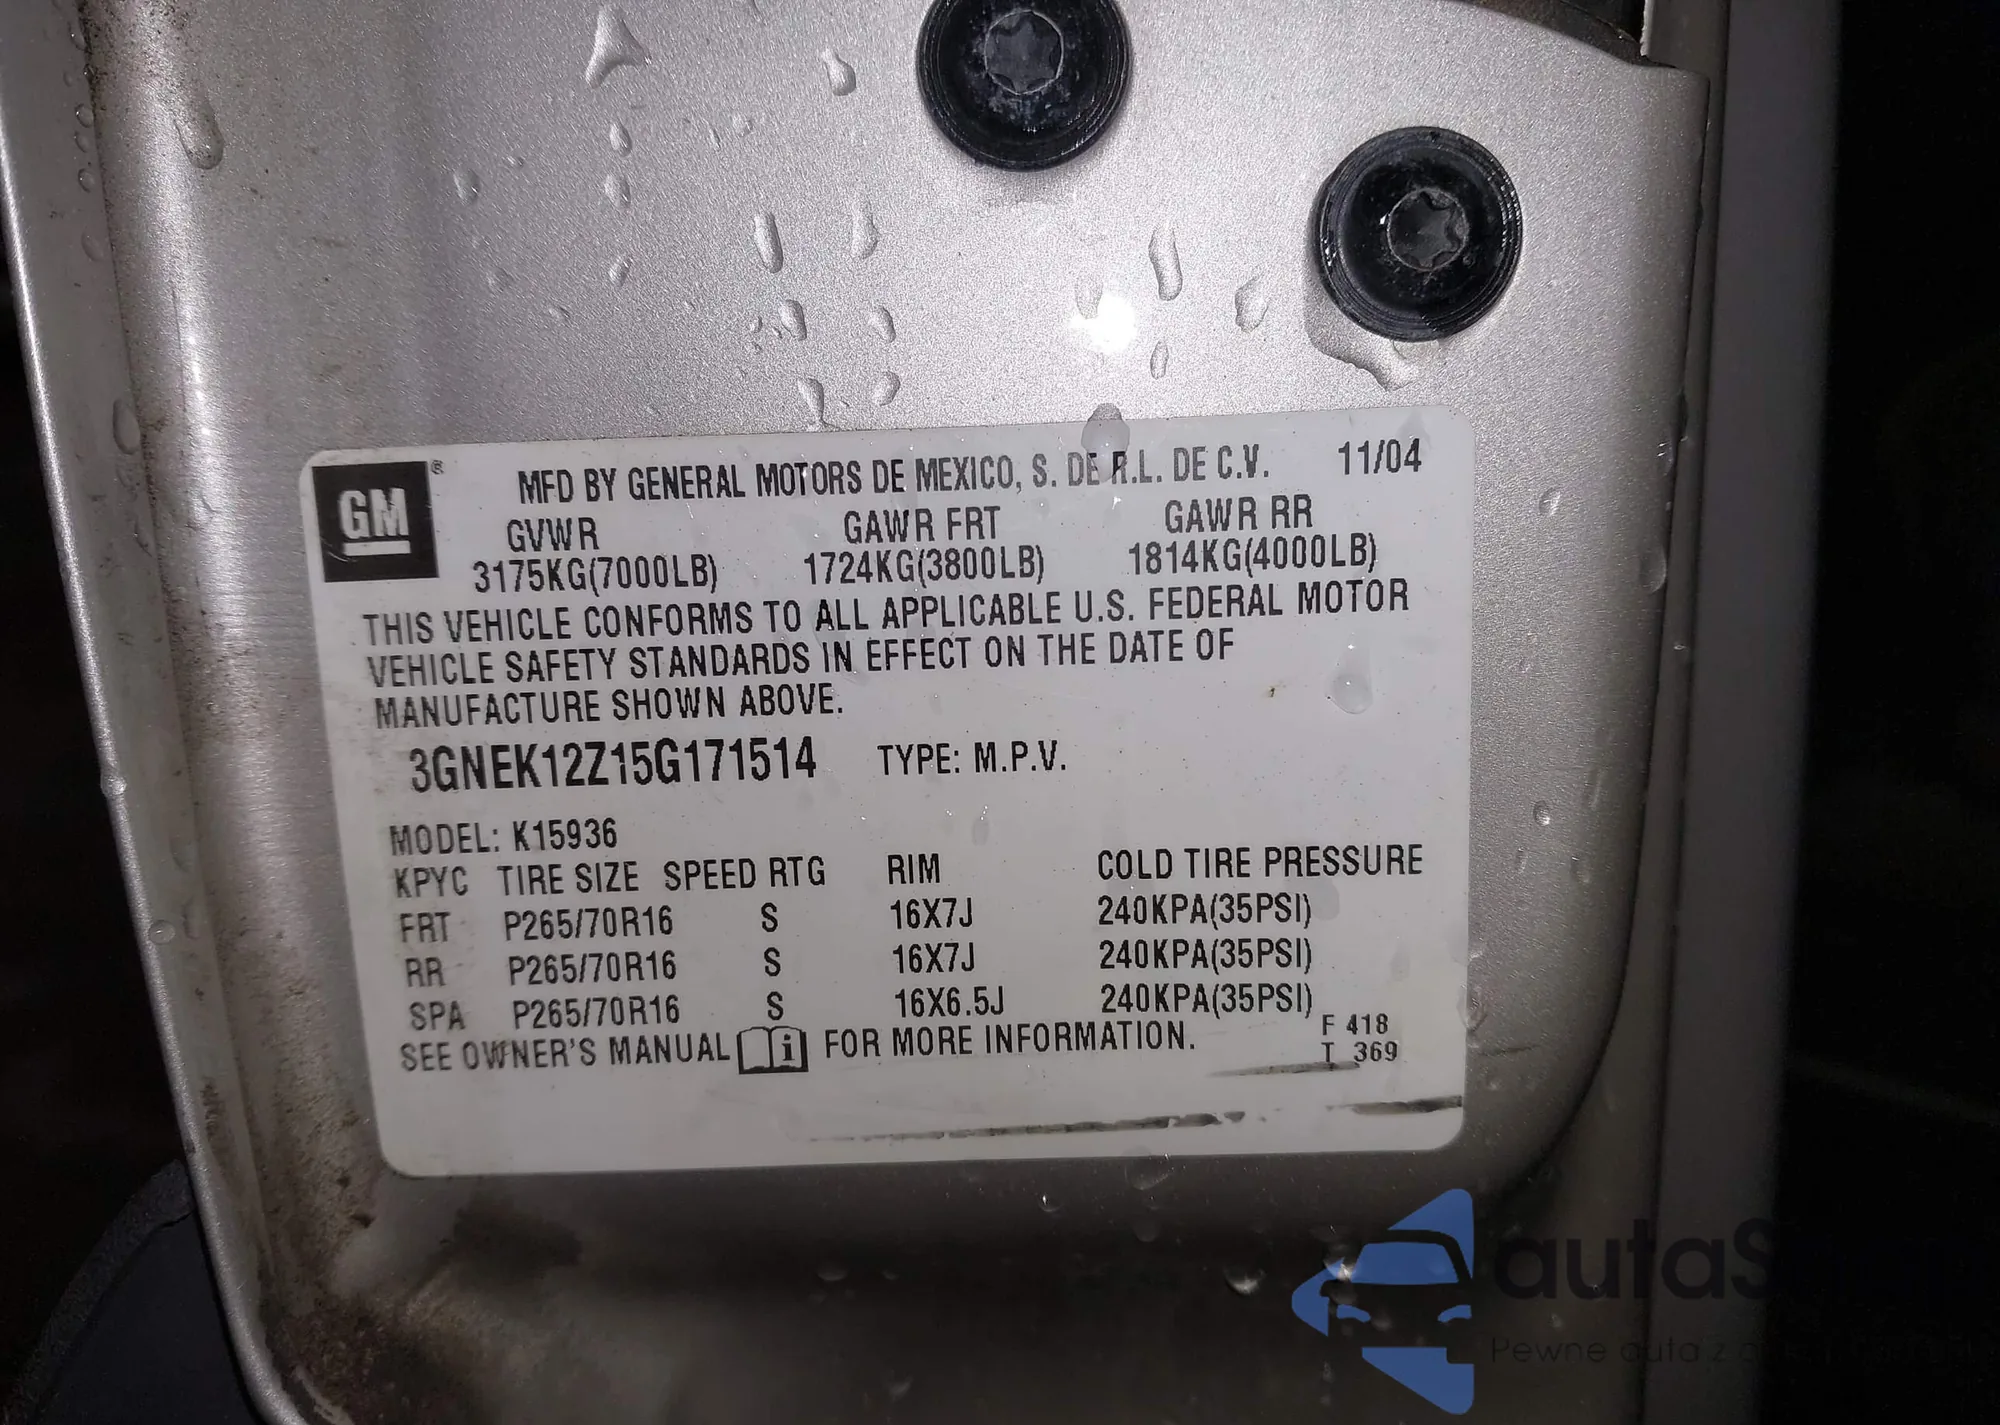 GM ®
MFD BY GENERAL MOTORS DE MEXICO, S. DE R.L. DE C.V. 11/04
GVWR GAWR FRT GAWR RR
3175KG(7000LB) 1724KG(3800LB) 1814KG(4000LB)
THIS VEHICLE CONFORMS TO ALL APPLICABLE U.S. FEDERAL MOTOR
VEHICLE SAFETY STANDARDS IN EFFECT ON THE DATE OF
MANUFACTURE SHOWN ABOVE.
3GNEK12Z15G171514 TYPE: M.P.V.
MODEL: K15936
KPYC TIRE SIZE SPEED RTG RIM COLD TIRE PRESSURE
FRT P265/70R16 S 16X7J 240KPA(35PSI)
RR P265/70R16 S 16X7J 240KPA(35PSI)
SPA P265/70R16 S 16X6.5J 240KPA(35PSI)
SEE OWNER'S MANUAL i FOR MORE INFORMATION.
F 418
T 369
Pewne auta z